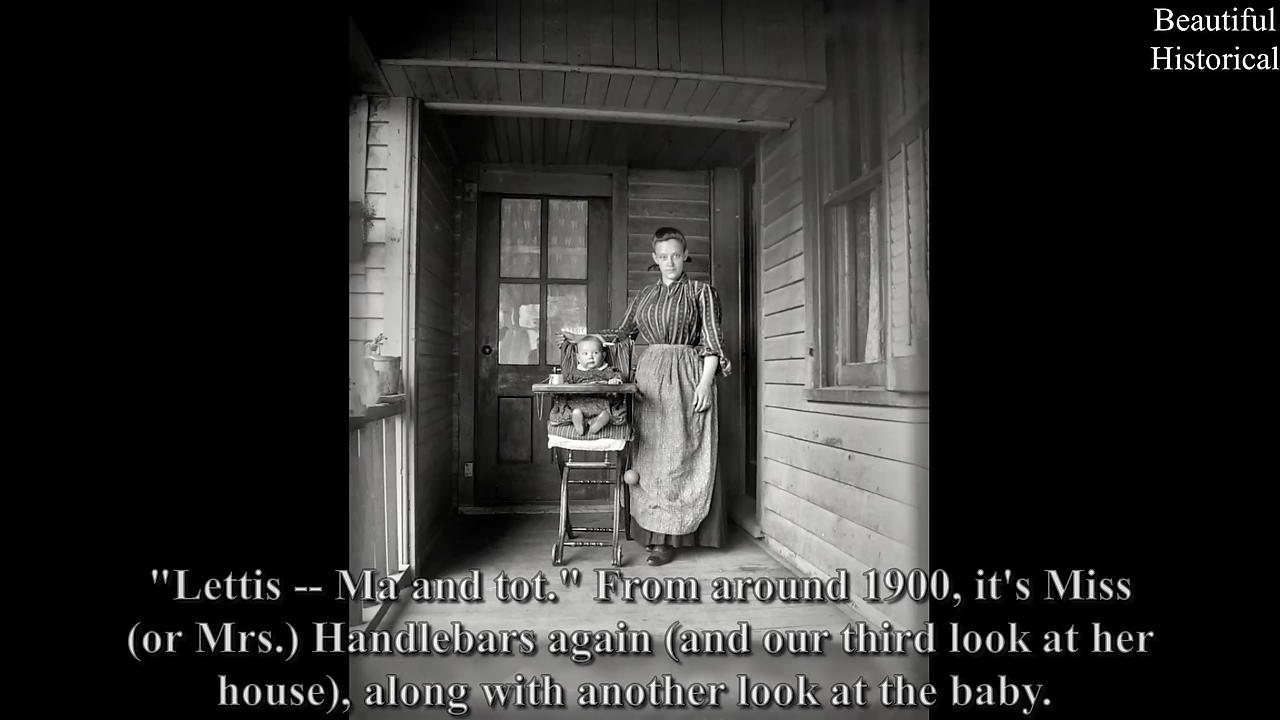 Beautiful
Historical
"Lettis -- Ma and tot." From around 1900, it's Miss
(or Mrs.) Handlebars again (and our third look at her
house), along with another look at the baby.